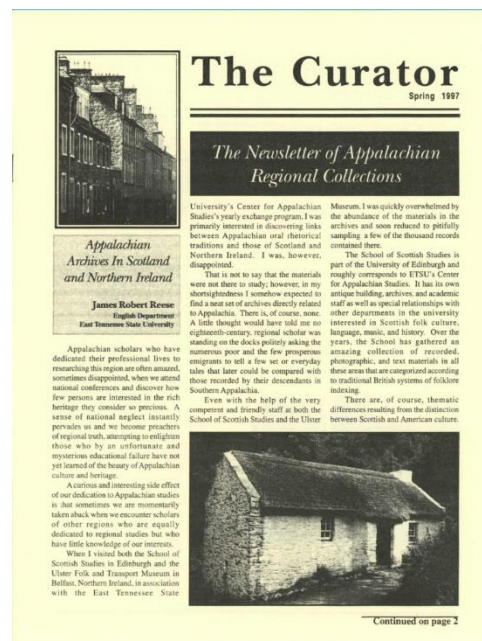 The Curator
Spring 1997
The Newsletter of Appalachian
Regional Collections
Appalachian
Archives In Scotland
and Northern Ireland
James Robert Reese
English Department
East Tennessee State University
Appalachian scholars who have
dedicated their professional lives to
researching this region are often amazed,
sometimes disappointed, when we attend
national conferences and discover how
few persons are interested in the rich
heritage they consider so precious. A
sense of national neglect instantly
pervades us and we become preachers
of regional truth, attempting to enlighten
those who by an unfortunate and
mysterious educational failure have not
yet learned of the beauty of Appalachian
culture and heritage.
A curious and interesting side effect
of our dedication to Appalachian studies
is that sometimes we are momentarily
taken aback when we encounter scholars
of other regions who are equally
dedicated to regional studies but who
have little knowledge of our interests.
When I visited both the School of
Scottish Studies in Edinburgh and the
Ulster Folk and Transport Museum in
Belfast, Northern Ireland, in association
with the East Tennessee State
University's Center for Appalachian
Studies's yearly exchange program, I was
primarily interested in discovering links
between Appalachian oral rhetorical
traditions and those of Scotland and
Northern Ireland. I was, however,
disappointed.
That is not to say that the materials
were not there to study; however, in my
shortsightedness I somehow expected to
find a neat set of archives directly related
to Appalachia. There is, of course, none.
A little thought would have told me no
eighteenth-century, regional scholar was
standing on the docks politely asking the
numerous poor and the few prosperous
emigrants to tell a few set or everyday
tales that later could be compared with
those recorded by their descendants in
Southern Appalachia.
Even with the help of the very
competent and friendly staff at both the
School of Scottish Studies and the Ulster
Museum, I was quickly overwhelmed by
the abundance of the materials in the
archives and soon reduced to pitifully
sampling a few of the thousand records
contained there.
The School of Scottish Studies is
part of the University of Edinburgh and
roughly corresponds to ETSU's Center
for Appalachian Studies. It has its own
antique building, archives, and academic
staff as well as special relationships with
other departments in the university
interested in Scottish folk culture,
language, music, and history. Over the
years, the School has gathered an
amazing collection of recorded,
photographic, and text materials in all
these areas that are categorized according
to traditional British systems of folklore
indexing.
There are, of course, thematic
differences resulting from the distinction
between Scottish and American culture.
Continued on page 2